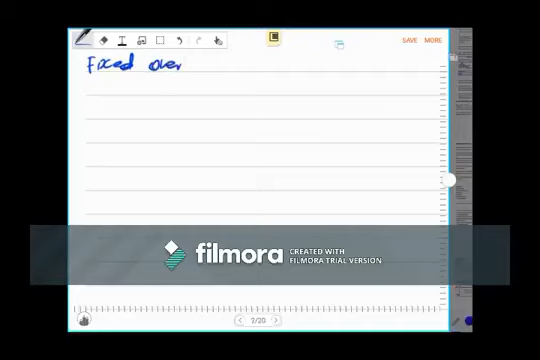 SAVE MORE
Fixed over
filmora CREATED WITH
FILMORA TRIAL VERSION
2/20